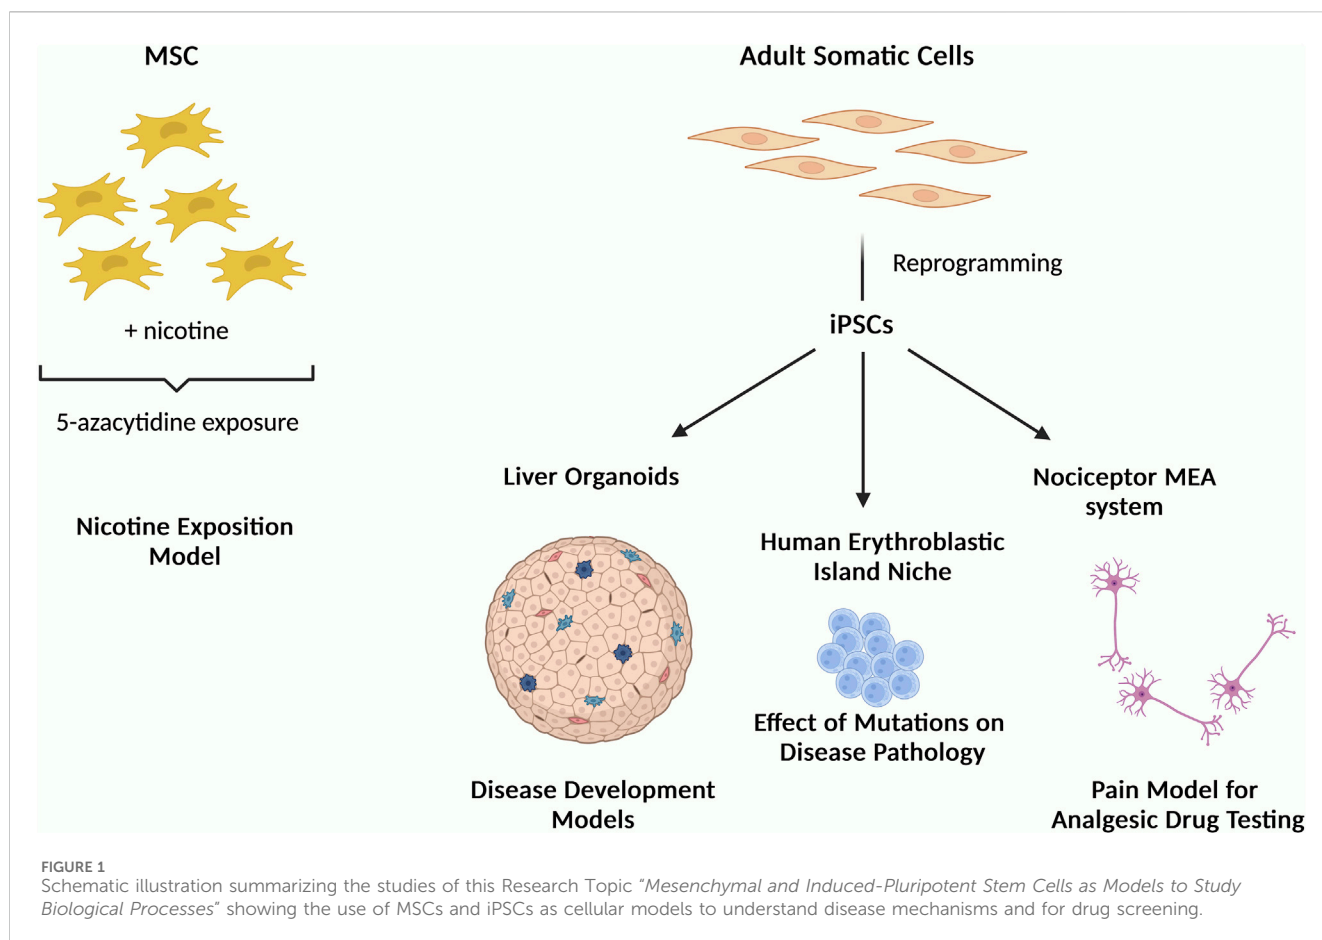 MSC
+ nicotine
5-azacytidine exposure
Nicotine Exposition
Model
Adult Somatic Cells
Reprogramming
iPSCs
Liver Organoids
Disease Development
Models
Human Erythroblastic
Island Niche
Effect of Mutations on
Disease Pathology
Nociceptor MEA
system
Pain Model for
Analgesic Drug Testing
FIGURE 1
Schematic illustration summarizing the studies of this Research Topic “Mesenchymal and Induced-Pluripotent Stem Cells as Models to Study
Biological Processes” showing the use of MSCs and iPSCs as cellular models to understand disease mechanisms and for drug screening.